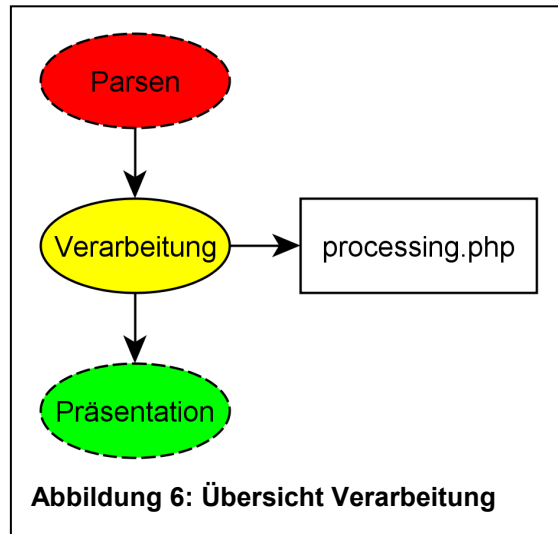 Parsen
Verarbeitung
processing.php
Präsentation
Abbildung 6: Übersicht Verarbeitung